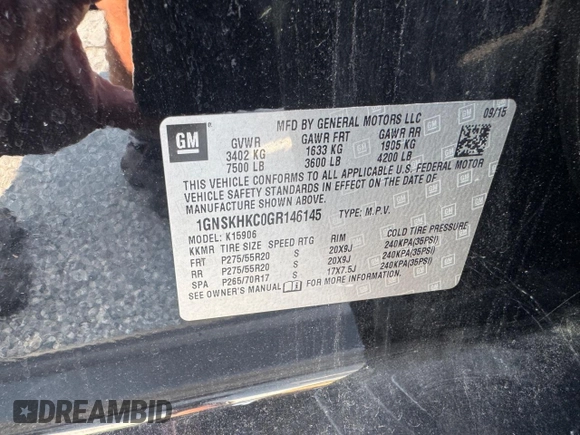 MFD BY GENERAL MOTORS LLC 09/15
GM GVWR GAWR FRT GAWR RR
3402 KG 1633 KG 1905 KG
7500 LB 3600 LB 4200 LB
THIS VEHICLE CONFORMS TO ALL APPLICABLE U.S. FEDERAL MOTOR
VEHICLE SAFETY STANDARDS IN EFFECT ON THE DATE OF
MANUFACTURE SHOWN ABOVE.
1GNSKHKC0GR146145 TYPE: M.P.V.
MODEL: K15906
KKMR TIRE SIZE SPEED RTG RIM COLD TIRE PRESSURE
FRT P275/55R20 S 20X9J 240KPA(35PSI)
RR P275/55R20 S 20X9J 240KPA(35PSI)
SPA P265/70R17 S 17X7.5J 240KPA(35PSI)
SEE OWNER'S MANUAL FOR MORE INFORMATION.
DREAMBID